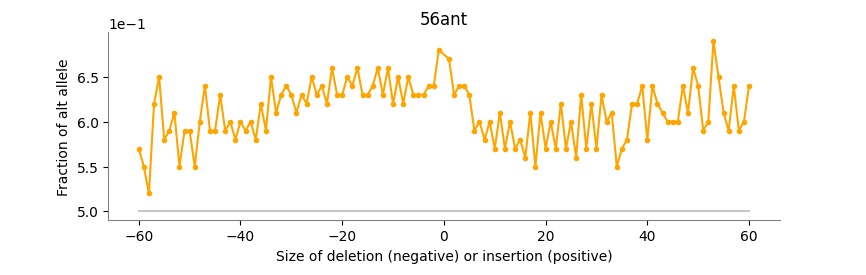 56ant
1e−1
6.5
6.0
5.5
5.0
Fraction of alt allele
−60 −40 −20 0 20 40 60
Size of deletion (negative) or insertion (positive)